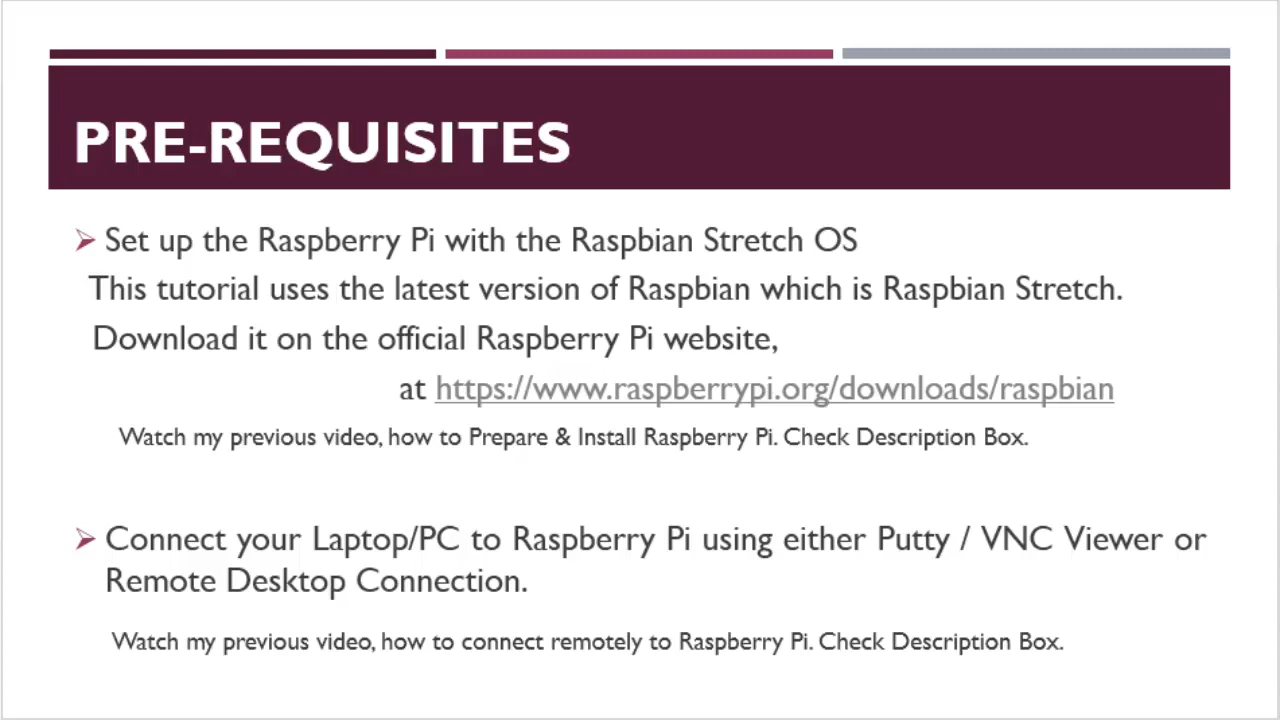 PRE-REQUISITES
Set up the Raspberry Pi with the Raspbian Stretch OS
This tutorial uses the latest version of Raspbian which is Raspbian Stretch.
Download it on the official Raspberry Pi website,
at https://www.raspberrypi.org/downloads/raspbian
Watch my previous video, how to Prepare & Install Raspberry Pi. Check Description Box.
Connect your Laptop/PC to Raspberry Pi using either Putty / VNC Viewer or
Remote Desktop Connection.
Watch my previous video, how to connect remotely to Raspberry Pi. Check Description Box.